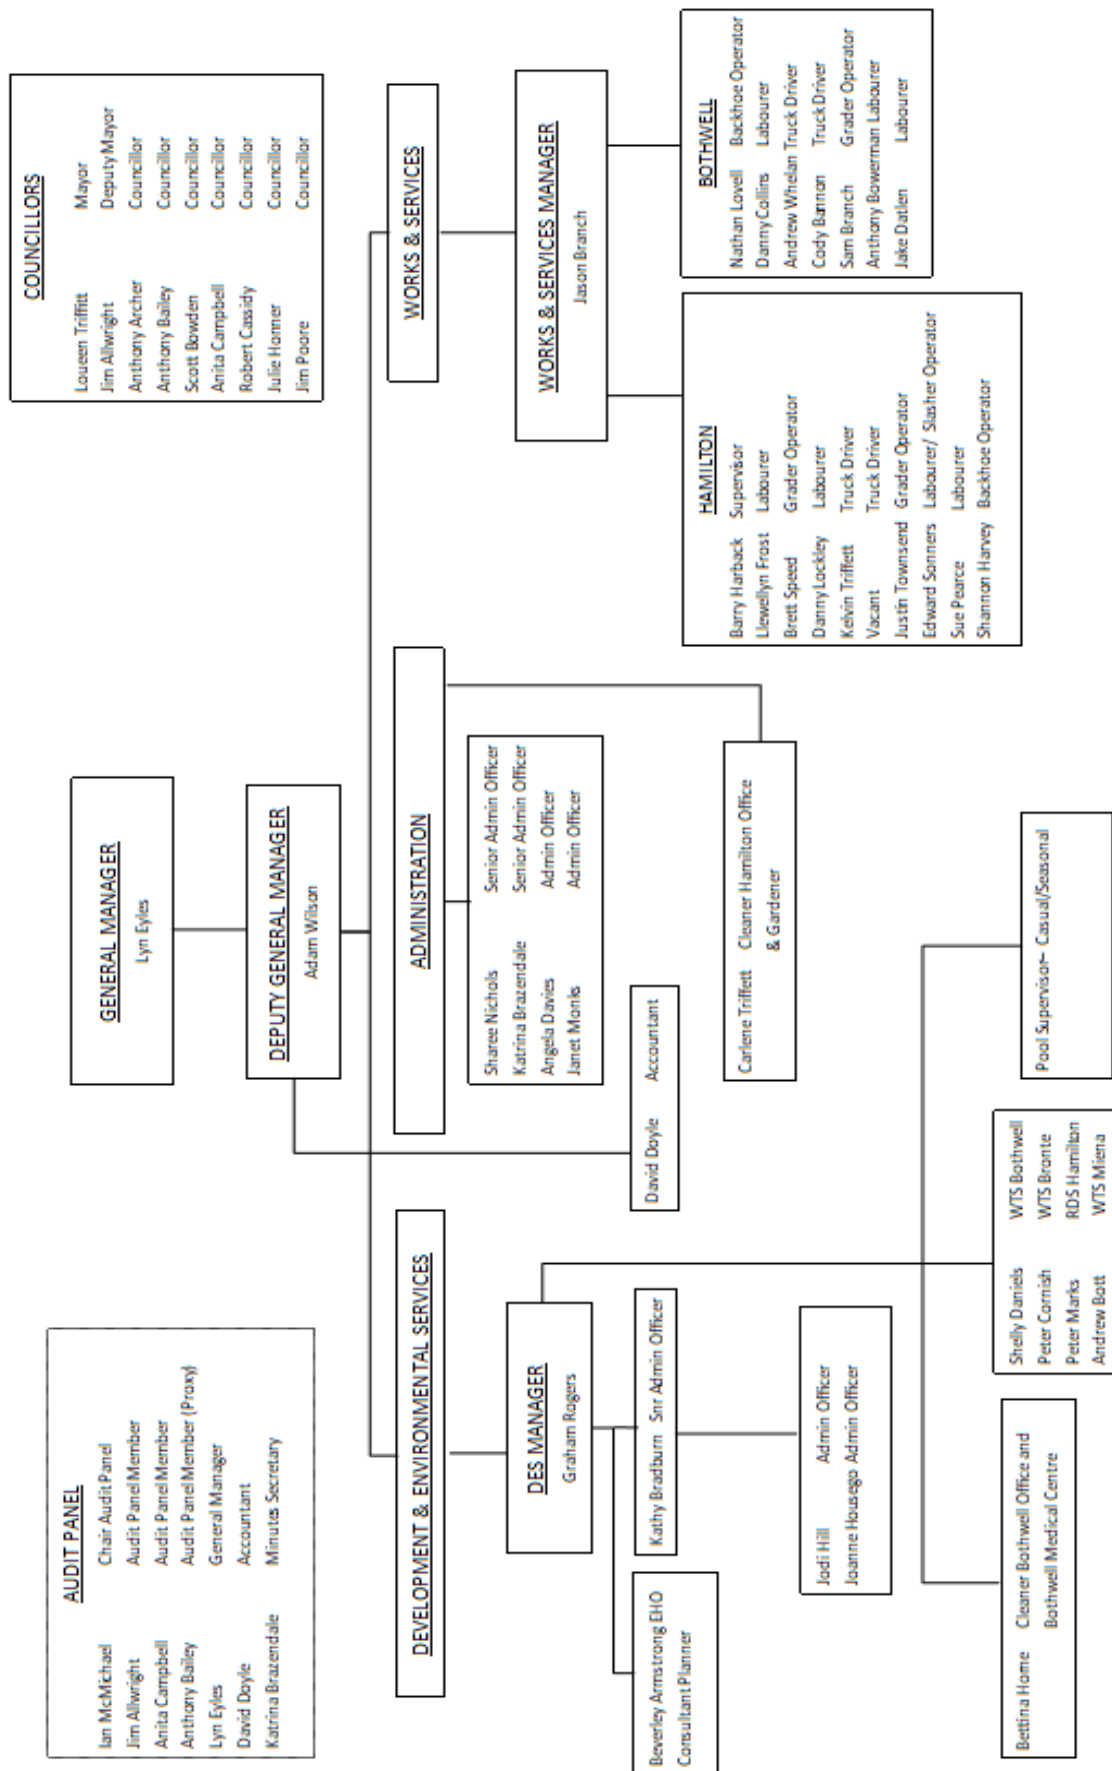 AUDIT PANEL
Ian McMichael Chair Audit Panel
Jim Allwright Audit Panel Member
Anita Campbell Audit Panel Member
Anthony Bailey Audit Panel Member (Proxy)
Lyn Eyles General Manager
David Doyle Accountant
Katrina Brazendale Minutes Secretary
GENERAL MANAGER
Lyn Eyles
COUNCILLORS
Loueen Triffitt Mayor
Jim Allwright Deputy Mayor
Anthony Archer Councillor
Anthony Bailey Councillor
Scott Bowden Councillor
Anita Campbell Councillor
Robert Cassidy Councillor
Julie Honner Councillor
Jim Poore Councillor
DEPUTY GENERAL MANAGER
Adam Wilson
DEVELOPMENT & ENVIRONMENTAL SERVICES
ADMINISTRATION
WORKS & SERVICES
DES MANAGER
Graham Rogers
Sharee Nichols Senior Admin Officer
Katrina Brazendale Senior Admin Officer
Angela Davies Admin Officer
Janet Monks Admin Officer
WORKS & SERVICES MANAGER
Jason Branch
Beverley Armstrong EHO
Consultant Planner
Kathy Bradburn Snr Admin Officer
David Doyle Accountant
Jodi Hill Admin Officer
Joanne Housego Admin Officer
Carlene Triffett Cleaner Hamilton Office
& Gardener
HAMILTON
Barry Harback Supervisor
Llewellyn Frost Labourer
Brett Speed Grader Operator
Danny Lockley Labourer
Kelvin Triffett Truck Driver
Vacant Truck Driver
Justin Townsend Grader Operator
Edward Sonners Labourer/ Slasher Operator
Sue Pearce Labourer
Shannon Harvey Backhoe Operator
BOTHWELL
Nathan Lovell Backhoe Operator
Danny Collins Labourer
Andrew Whelan Truck Driver
Cody Bannon Truck Driver
Sam Branch Grader Operator
Anthony Bowerman Labourer
Jake Datlen Labourer
Bettina Home Cleaner Bothwell Office and
Bothwell Medical Centre
Shelly Daniels WTS Bothwell
Peter Cornish WTS Bronte
Peter Marks RDS Hamilton
Andrew Bott WTS Miena
Pool Supervisor– Casual/Seasonal